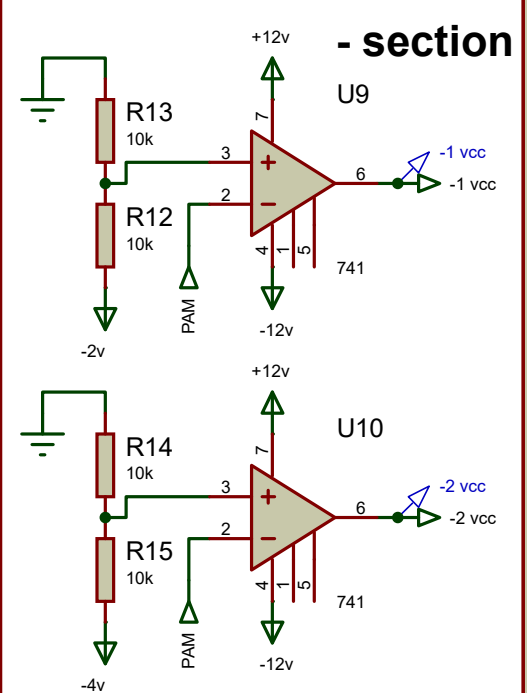 +12v
- section
U9
R13
10k
7
3
+
2
−
6
-1 vcc
-1 vcc
R12
10k
4
1
5
741
PAM
-12v
-2v
+12v
U10
R14
10k
7
3
+
2
−
6
-2 vcc
-2 vcc
R15
10k
4
1
5
741
PAM
-12v
-4v